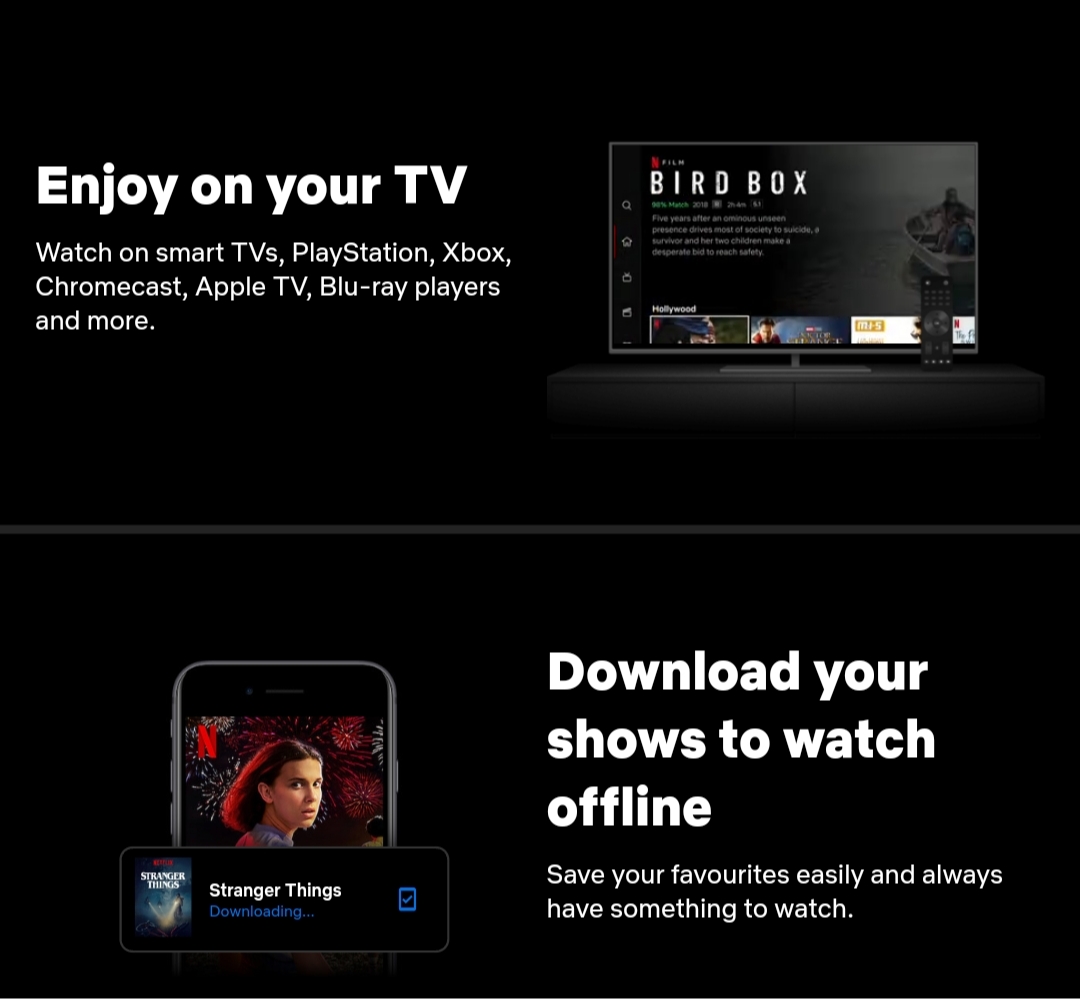 Enjoy on your TV
Watch on smart TVs, PlayStation, Xbox,
Chromecast, Apple TV, Blu-ray players
and more.
N FILM
BIRD BOX
98% Match 2018 2h 4m 5.1
Five years after an ominous unseen
presence drives most of society to suicide, a
survivor and her two children make a
desperate bid to reach safety.
Hollywood
Download your
shows to watch
offline
Save your favourites easily and always
have something to watch.
N
NETFLIX
STRANGER
THINGS
Stranger Things
Downloading...